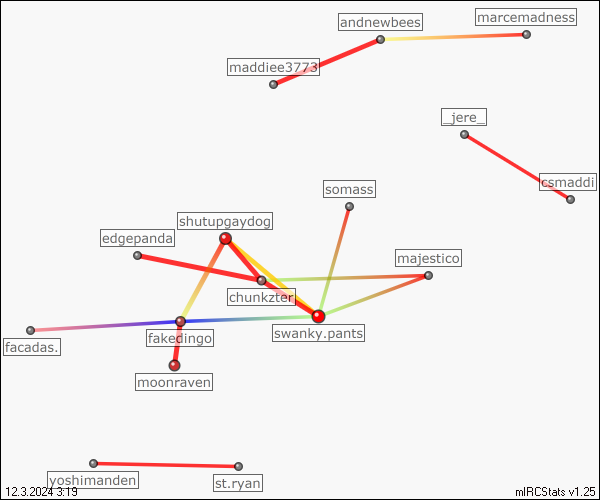 marcemadness
andnewbees
maddiee3773
_jere_
csmaddi
somass
shutupgaydog
edgepanda
majestico
chunkzter
swanky.pants
fakedingo
facadas.
moonraven
yoshimanden
st.ryan
12.3.2024 3:19
mIRCStats v1.25